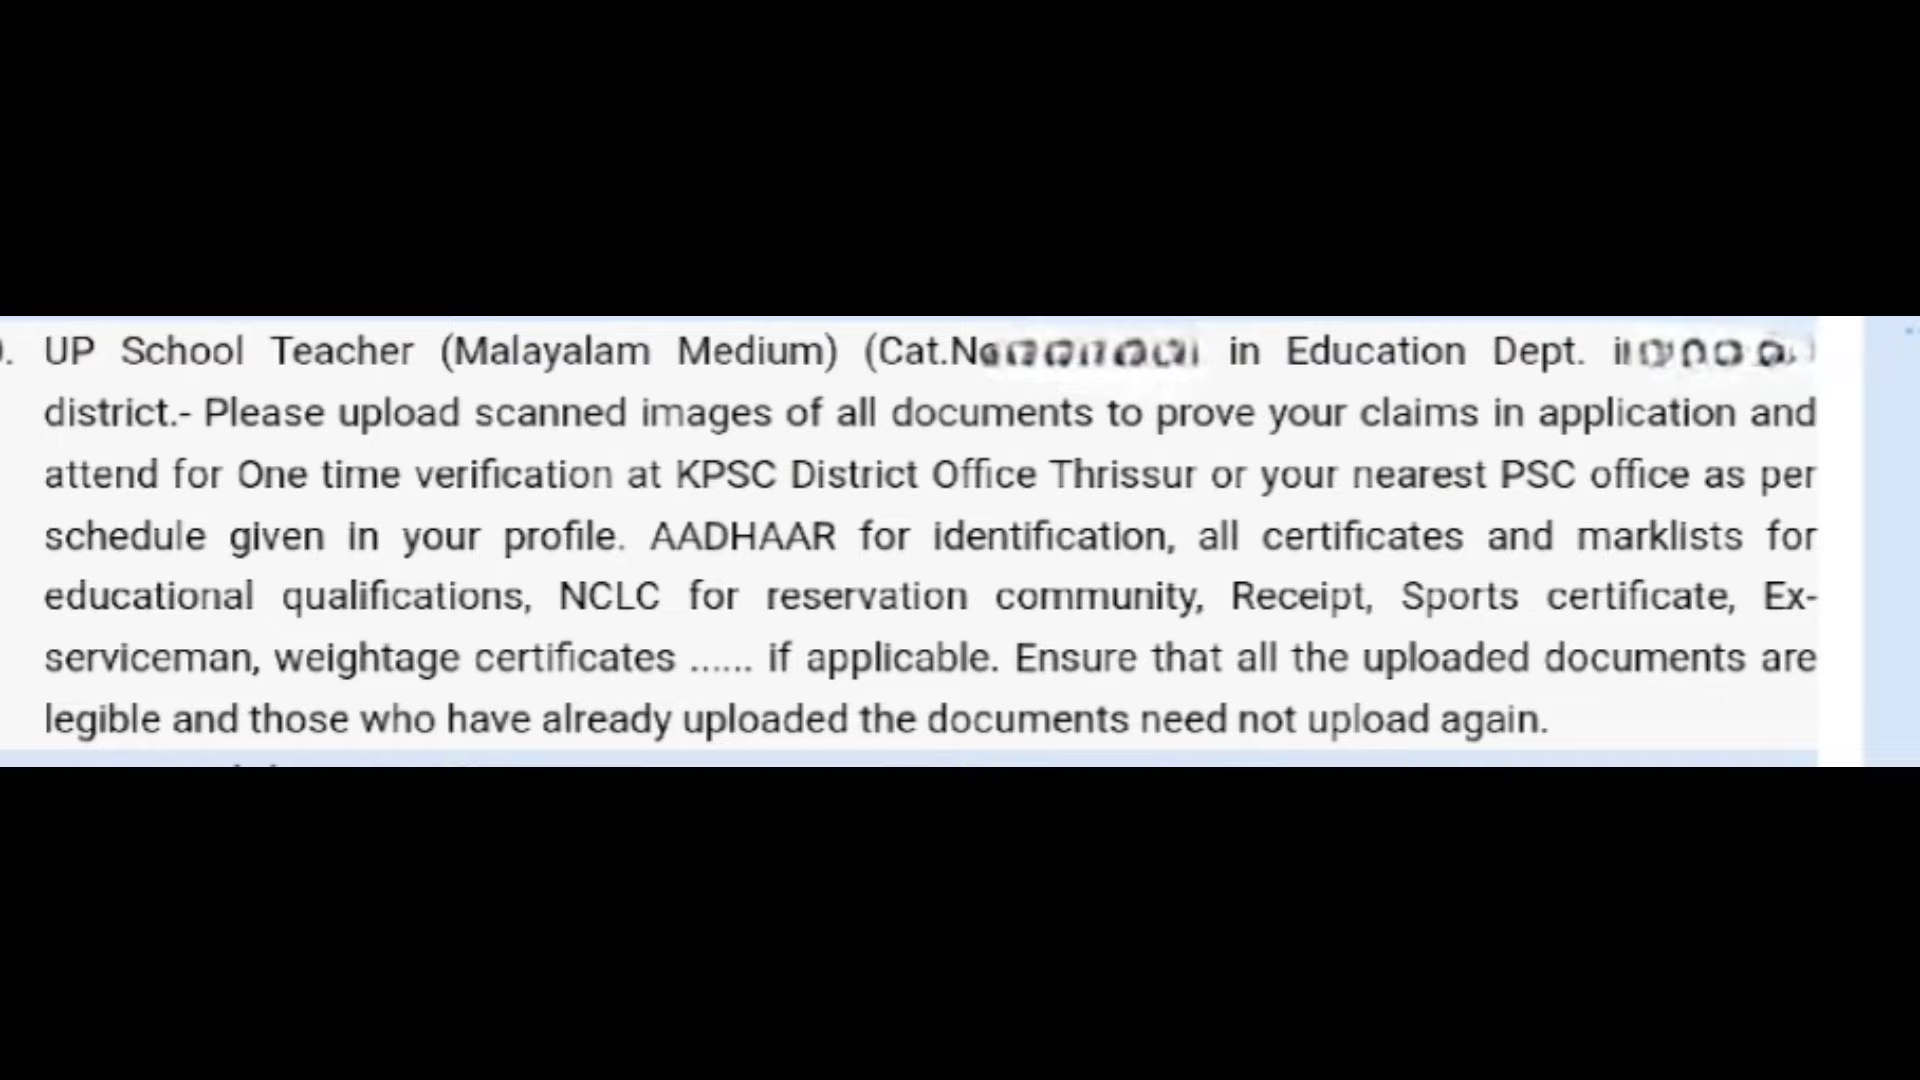 . UP School Teacher (Malayalam Medium) (Cat. in Education Dept.
district.- Please upload scanned images of all documents to prove your claims in application and
attend for One time verification at KPSC District Office Thrissur or your nearest PSC office as per
schedule given in your profile. AADHAAR for identification, all certificates and marklists for
educational qualifications, NCLC for reservation community, Receipt, Sports certificate, Ex-
serviceman, weightage certificates ...... if applicable. Ensure that all the uploaded documents are
legible and those who have already uploaded the documents need not upload again.